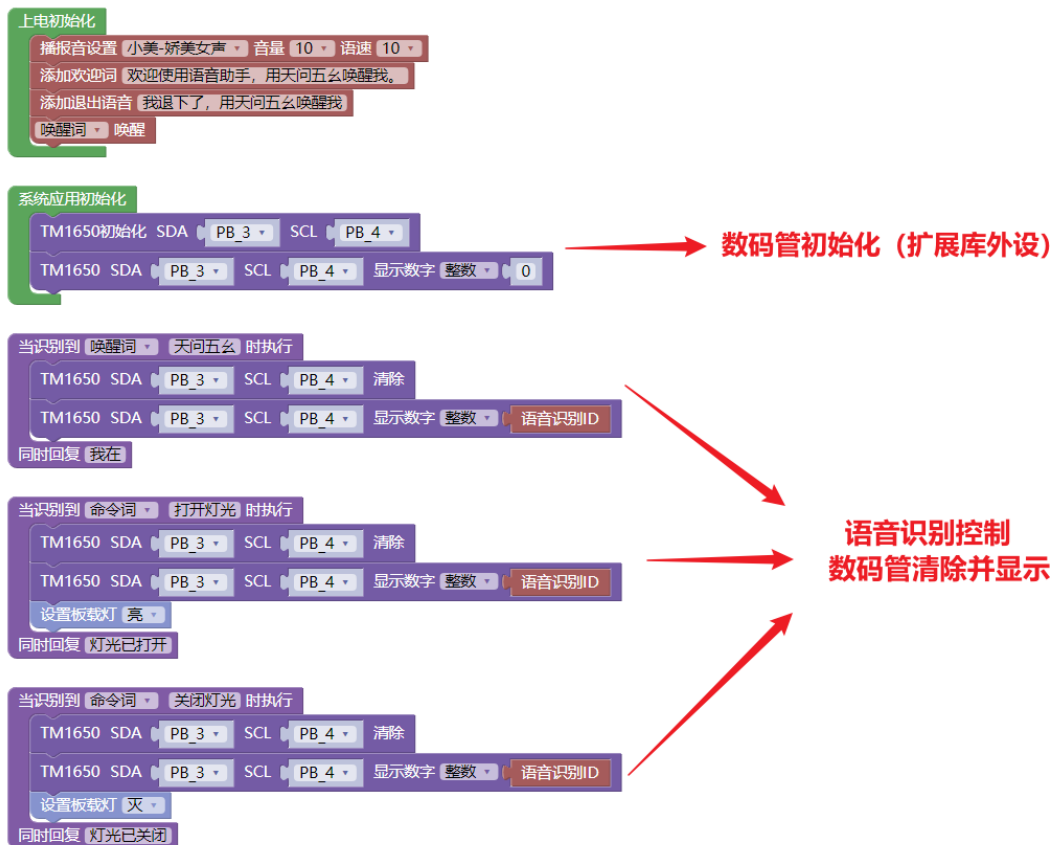 上电初始化
播报音设置 小美-娇美女声 音量 10 语速 10
添加欢迎词 欢迎使用语音助手，用天问五幺唤醒我。
添加退出语音 我退下了，用天问五幺唤醒我
唤醒词 唤醒
系统应用初始化
TM1650初始化 SDA PB_3 SCL PB_4
TM1650 SDA PB_3 SCL PB_4 显示数字 整数 0
数码管初始化（扩展库外设）
当识别到 唤醒词 天问五幺 时执行
TM1650 SDA PB_3 SCL PB_4 清除
TM1650 SDA PB_3 SCL PB_4 显示数字 整数 语音识别ID
同时回复 我在
当识别到 命令词 打开灯光 时执行
TM1650 SDA PB_3 SCL PB_4 清除
TM1650 SDA PB_3 SCL PB_4 显示数字 整数 语音识别ID
设置板载灯 亮
同时回复 灯光已打开
语音识别控制
数码管清除并显示
当识别到 命令词 关闭灯光 时执行
TM1650 SDA PB_3 SCL PB_4 清除
TM1650 SDA PB_3 SCL PB_4 显示数字 整数 语音识别ID
设置板载灯 灭
同时回复 灯光已关闭